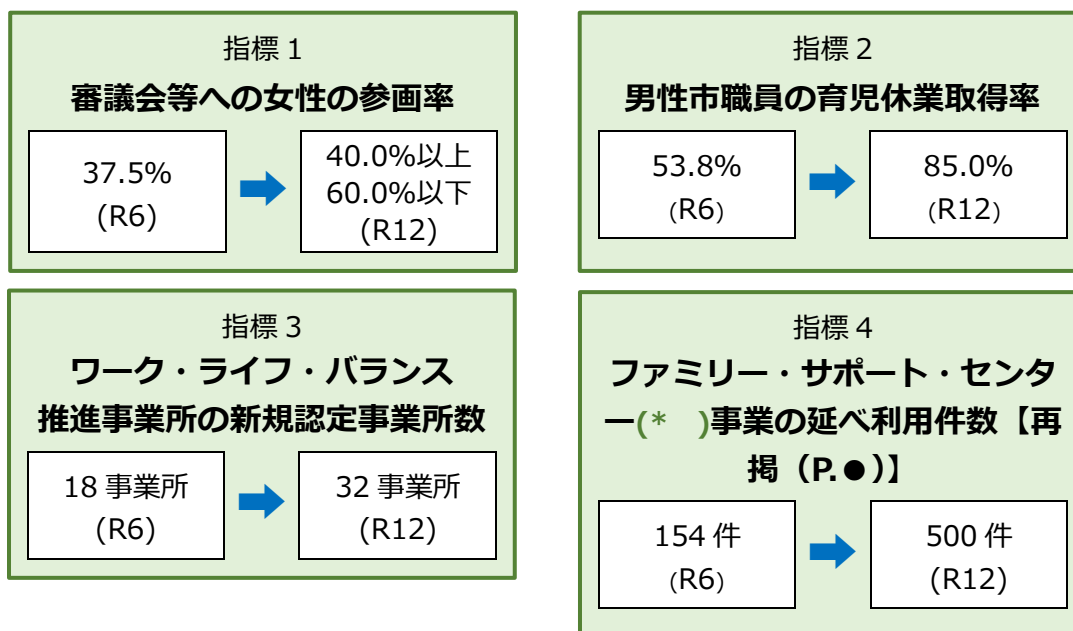 指標１
審議会等への女性の参画率
37.5%
(R6)
40.0%以上
60.0%以下
(R12)
指標２
男性市職員の育児休業取得率
53.8%
(R6)
85.0%
(R12)
指標３
ワーク・ライフ・バランス
推進事業所の新規認定事業所数
18 事業所
(R6)
32 事業所
(R12)
指標４
ファミリー・サポート・センタ
ー(*　)事業の延べ利用件数【再
掲（P.●）】
154 件
(R6)
500 件
(R12)